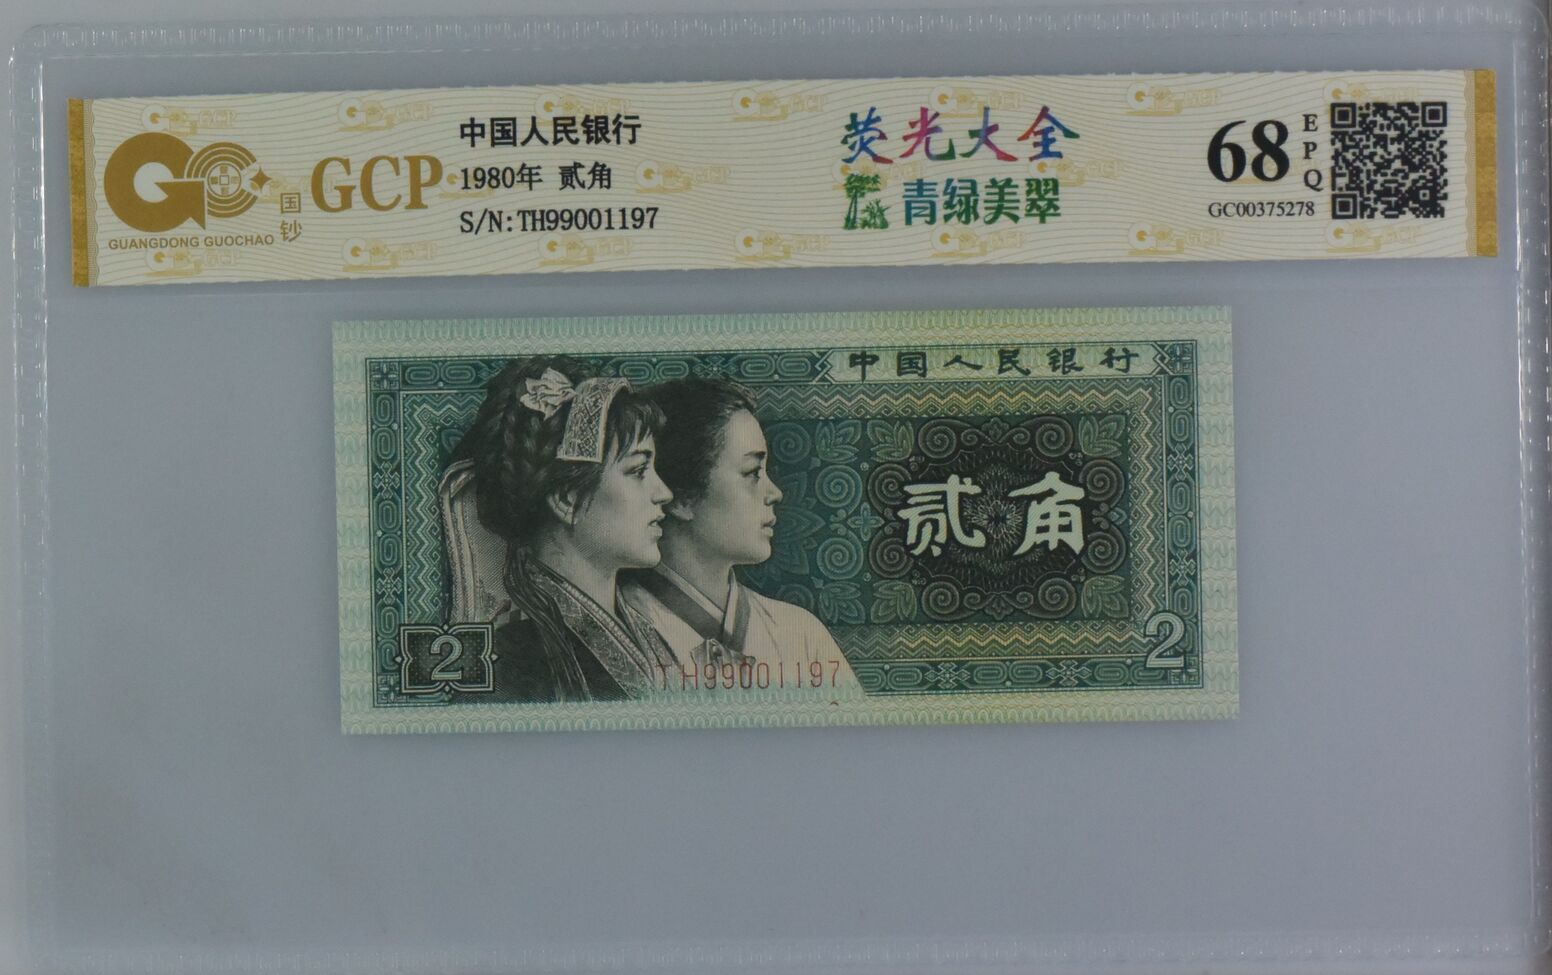 GUANGDONG GUOCHAO
国钞
GCP
中国人民银行
1980年 贰角
S/N:TH99001197
荧光大全
青绿美翠
68
EPQ
GC00375278
中国人民银行
贰角
2
2
TH99001197